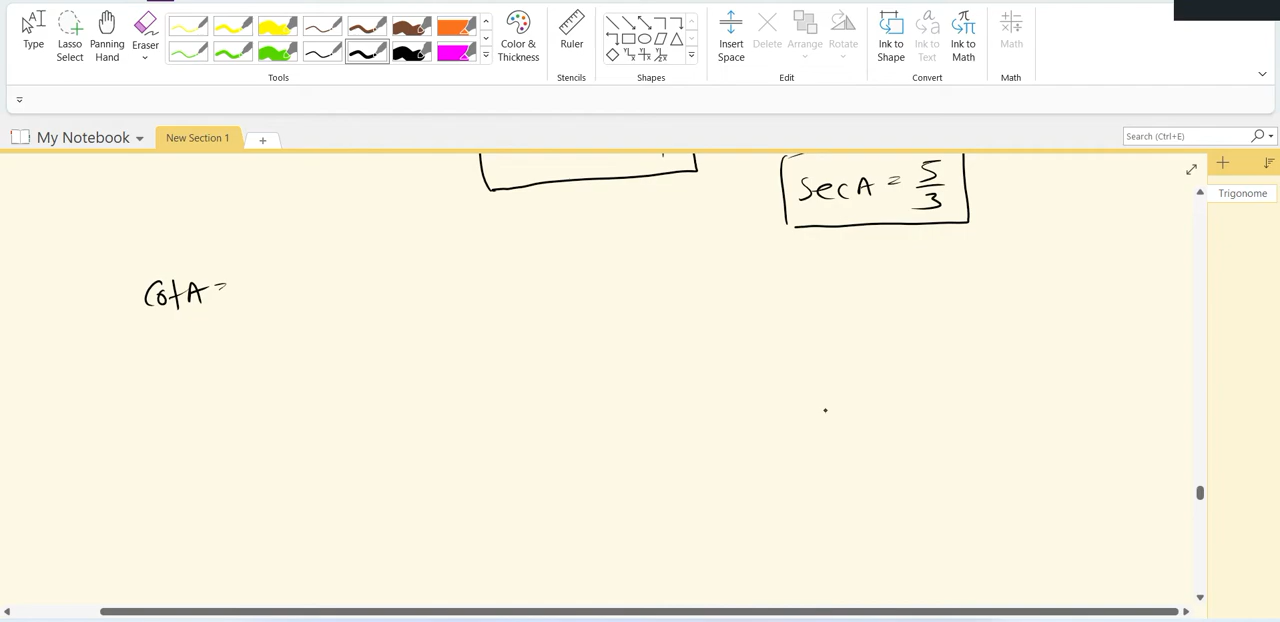 Type
Lasso Select
Panning Hand
Eraser
Color & Thickness
Ruler
Insert Space
Delete
Arrange
Rotate
Ink to Shape
Ink to Text
Ink to Math
Math
Tools
Stencils
Shapes
Edit
Convert
Math
My Notebook
New Section 1
Search (Ctrl+E)
Trigonome
Sec A = 5/3
Cot A =